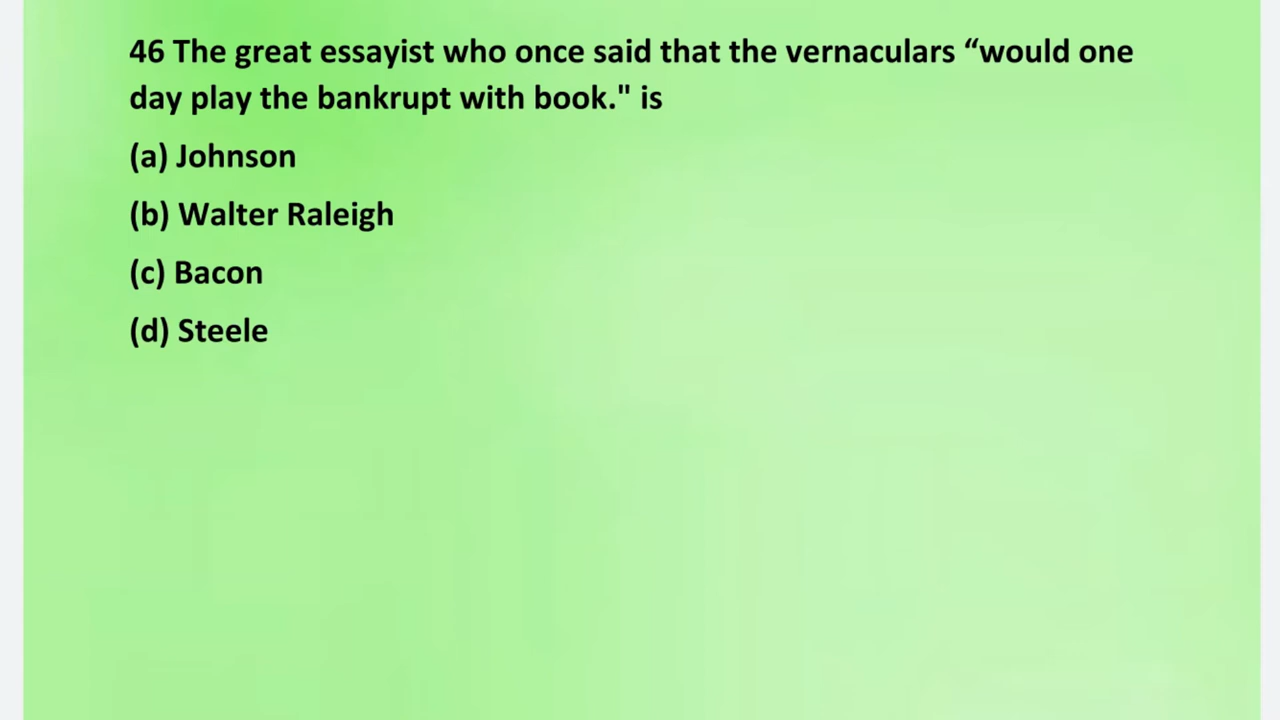 46 The great essayist who once said that the vernaculars “would one
day play the bankrupt with book." is
(a) Johnson
(b) Walter Raleigh
(c) Bacon
(d) Steele